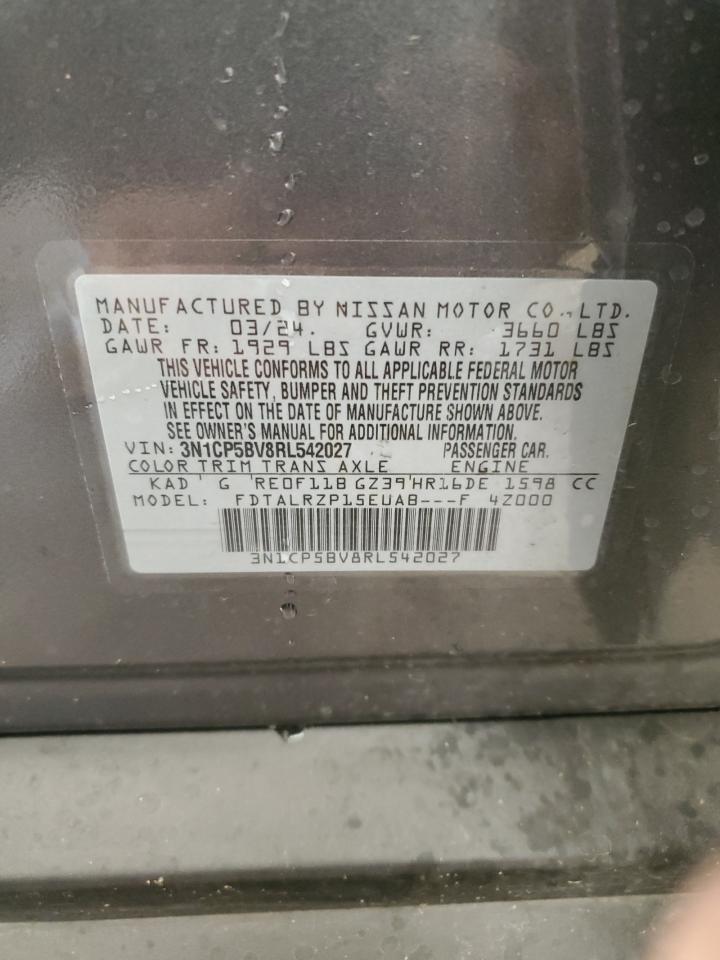 MANUFACTURED BY NISSAN MOTOR CO., LTD.
DATE: 03/24. GVWR: 3660 LBS
GAWR FR: 1929 LBS GAWR RR: 1731 LBS
THIS VEHICLE CONFORMS TO ALL APPLICABLE FEDERAL MOTOR
VEHICLE SAFETY, BUMPER AND THEFT PREVENTION STANDARDS
IN EFFECT ON THE DATE OF MANUFACTURE SHOWN ABOVE.
SEE OWNER'S MANUAL FOR ADDITIONAL INFORMATION.
VIN: 3N1CP5BV8RL542027 PASSENGER CAR.
COLOR TRIM TRANS AXLE ENGINE
KAD G RE0F11B GZ39 HR16DE 1598 CC
MODEL: FDTALRZP15EUAB---F 4Z000
3N1CP5BV8RL542027